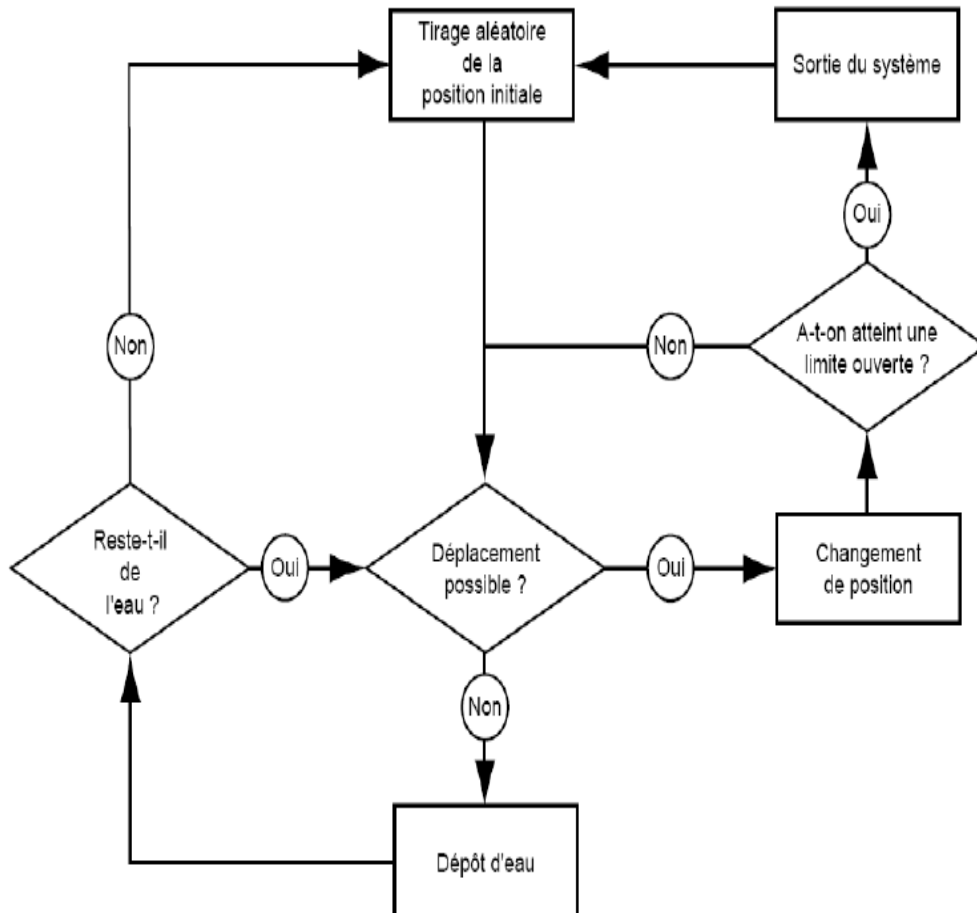 Tirage aléatoire
de la
position initiale
Sortie du système
Oui
Non
Non
A-t-on atteint une
limite ouverte ?
Reste-t-il
de
l'eau ?
Oui
Déplacement
possible ?
Oui
Changement
de position
Non
Dépôt d'eau